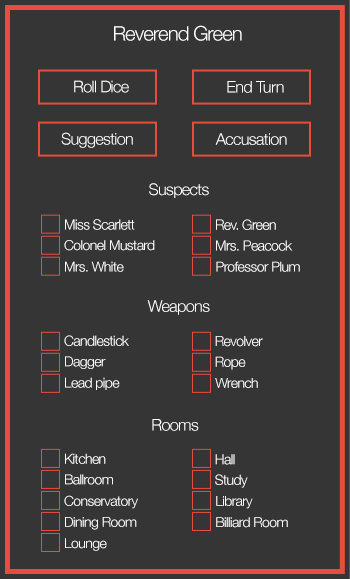 Reverend Green
Roll Dice
End Turn
Suggestion
Accusation
Suspects
Miss Scarlett
Rev. Green
Colonel Mustard
Mrs. Peacock
Mrs. White
Professor Plum
Weapons
Candlestick
Revolver
Dagger
Rope
Lead pipe
Wrench
Rooms
Kitchen
Hall
Ballroom
Study
Conservatory
Library
Dining Room
Billiard Room
Lounge